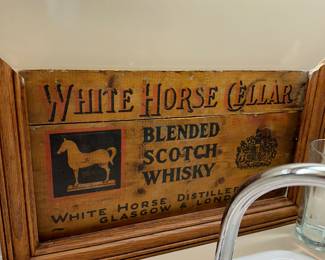 WHITE HORSE CELLAR
BLENDED
SCOTCH
WHISKY
WHITE HORSE DISTILLE
GLASGOW & LOND